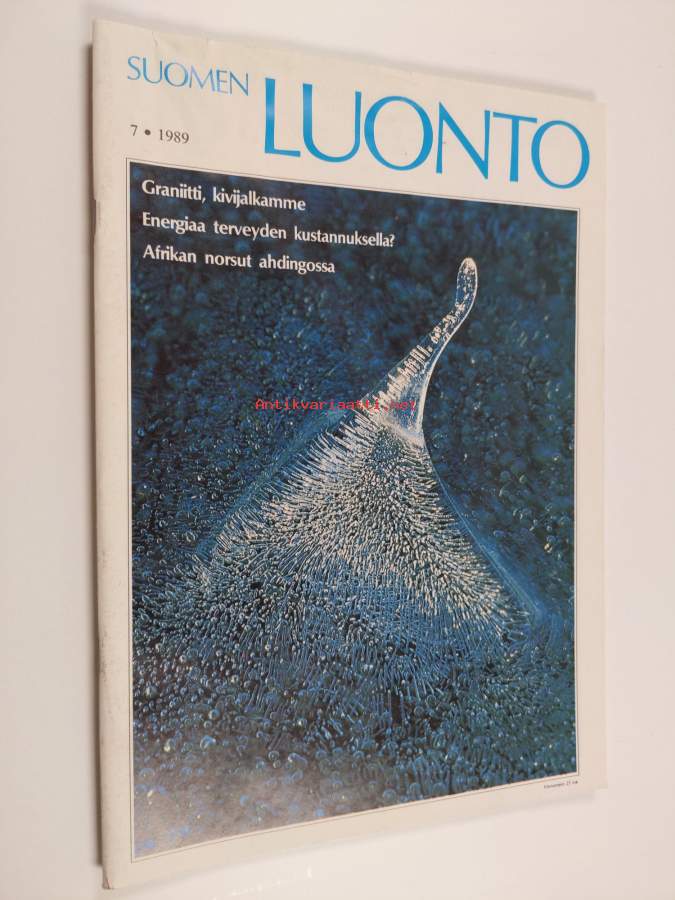 SUOMEN
LUONTO
7 • 1989
Graniitti, kivijalkamme
Energiaa terveyden kustannuksella?
Afrikan norsut ahdingossa
Antikvariaatti.net